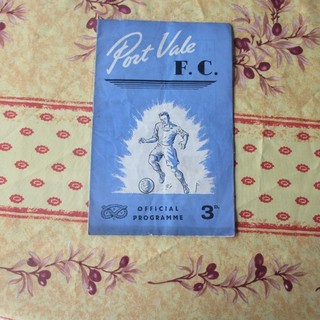 Port Vale
F. C.
OFFICIAL
PROGRAMME
3D.